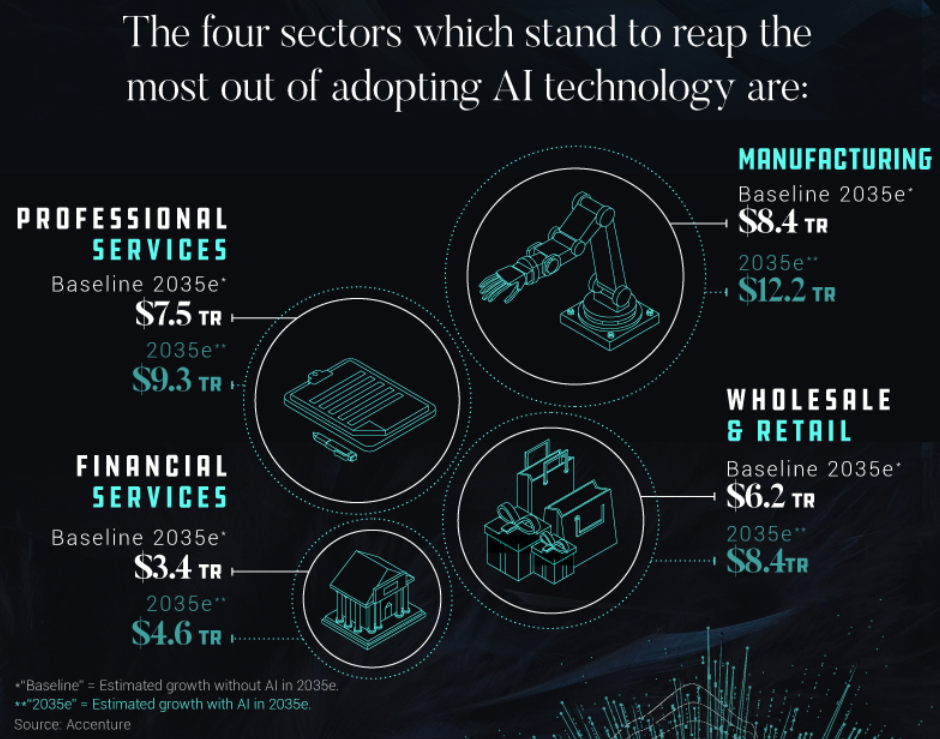 The four sectors which stand to reap the
most out of adopting AI technology are:
MANUFACTURING
Baseline 2035e*
$8.4 TR
2035e**
$12.2 TR
PROFESSIONAL
SERVICES
Baseline 2035e*
$7.5 TR
2035e**
$9.3 TR
WHOLESALE
& RETAIL
Baseline 2035e*
$6.2 TR
2035e**
$8.4TR
FINANCIAL
SERVICES
Baseline 2035e*
$3.4 TR
2035e**
$4.6 TR
*"Baseline" = Estimated growth without AI in 2035e.
**"2035e" = Estimated growth with AI in 2035e.
Source: Accenture